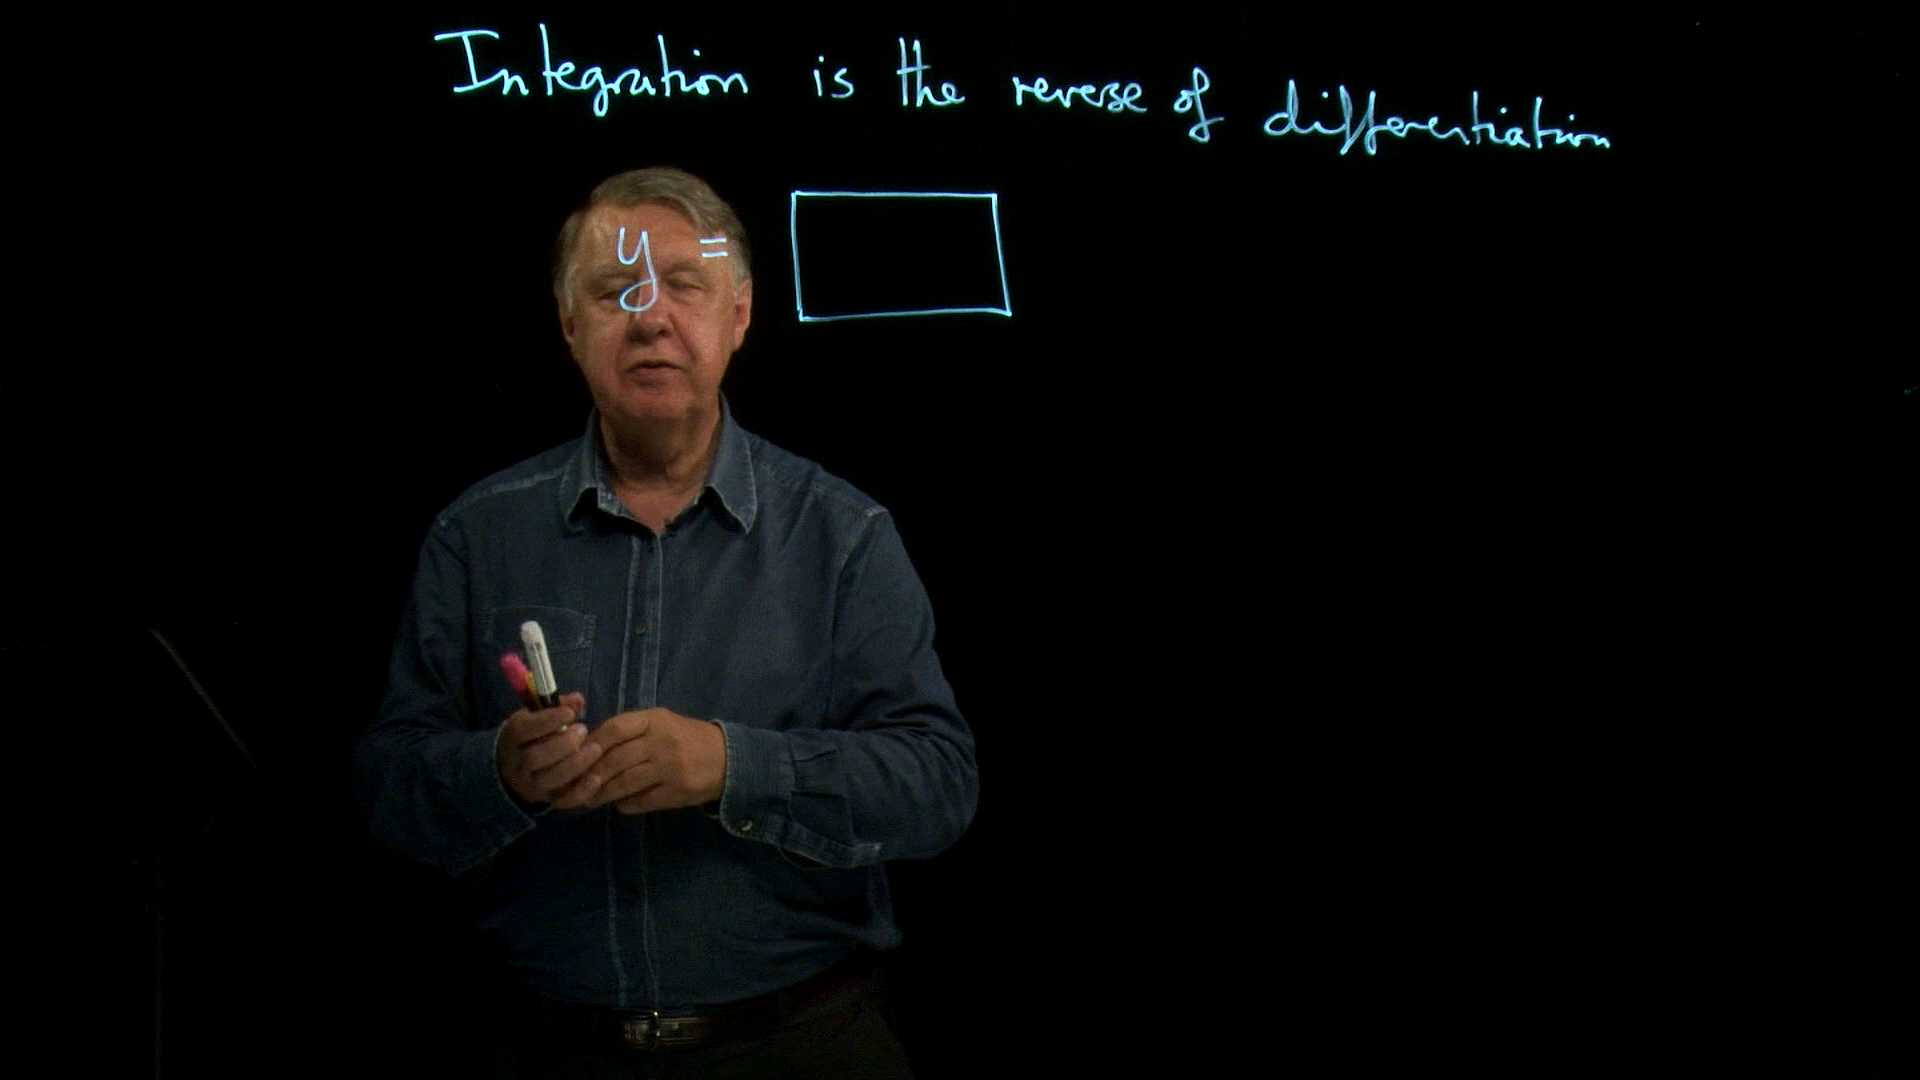 Integration is the reverse of differentiation
y =